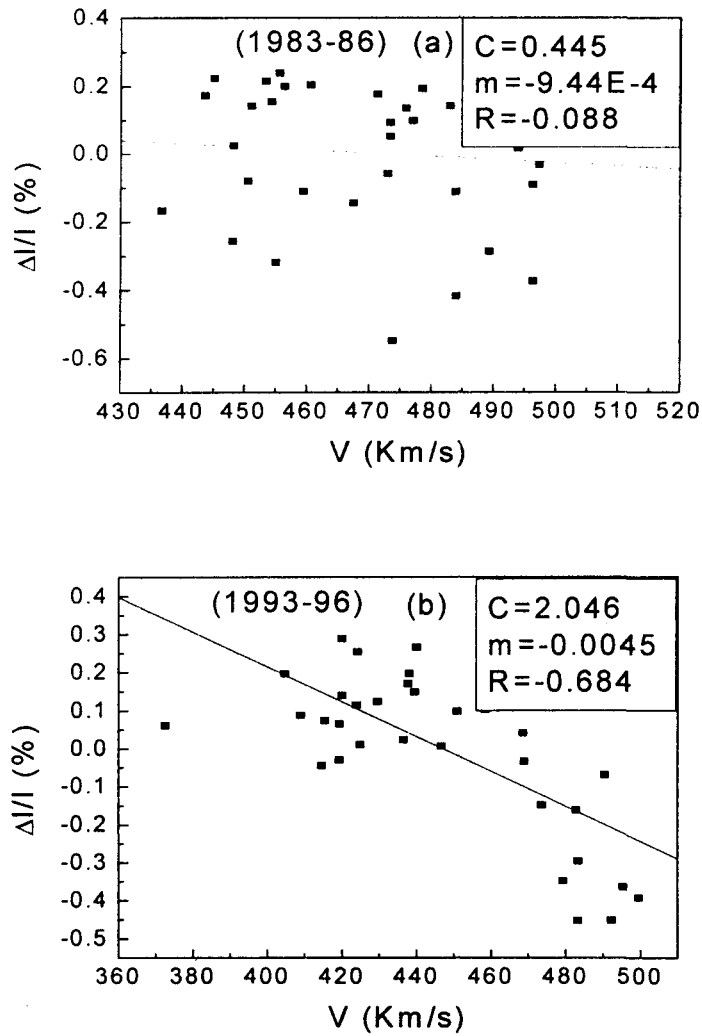 (1983-86) (a)
C=0.445
m=-9.44E-4
R=-0.088
0.4
0.2
0.0
-0.2
-0.4
-0.6
ΔI/I (%)
430 440 450 460 470 480 490 500 510 520
V (Km/s)
(1993-96) (b)
C=2.046
m=-0.0045
R=-0.684
0.4
0.3
0.2
0.1
0.0
-0.1
-0.2
-0.3
-0.4
-0.5
ΔI/I (%)
360 380 400 420 440 460 480 500
V (Km/s)